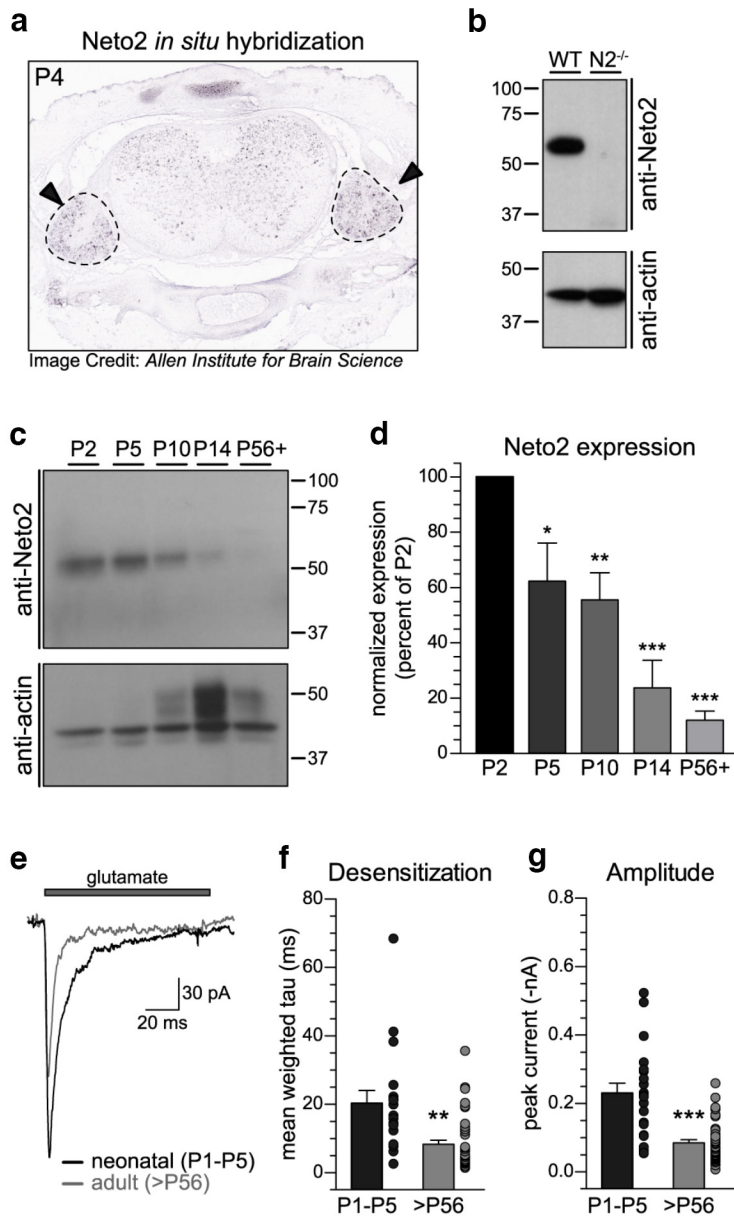 a
Neto2 in situ hybridization
P4
Image Credit: Allen Institute for Brain Science
b
WT N2-/-
100
75
50
37
anti-Neto2
50
37
anti-actin
c
P2 P5 P10 P14 P56+
anti-Neto2
100
75
50
37
anti-actin
50
37
d
Neto2 expression
normalized expression
(percent of P2)
100
80
60
40
20
0
*
**
***
***
P2 P5 P10 P14 P56+
e
glutamate
30 pA
20 ms
neonatal (P1-P5)
adult (>P56)
f
Desensitization
mean weighted tau (ms)
80
60
40
20
0
**
P1-P5 >P56
g
Amplitude
peak current (-nA)
0.8
0.6
0.4
0.2
0.0
***
P1-P5 >P56